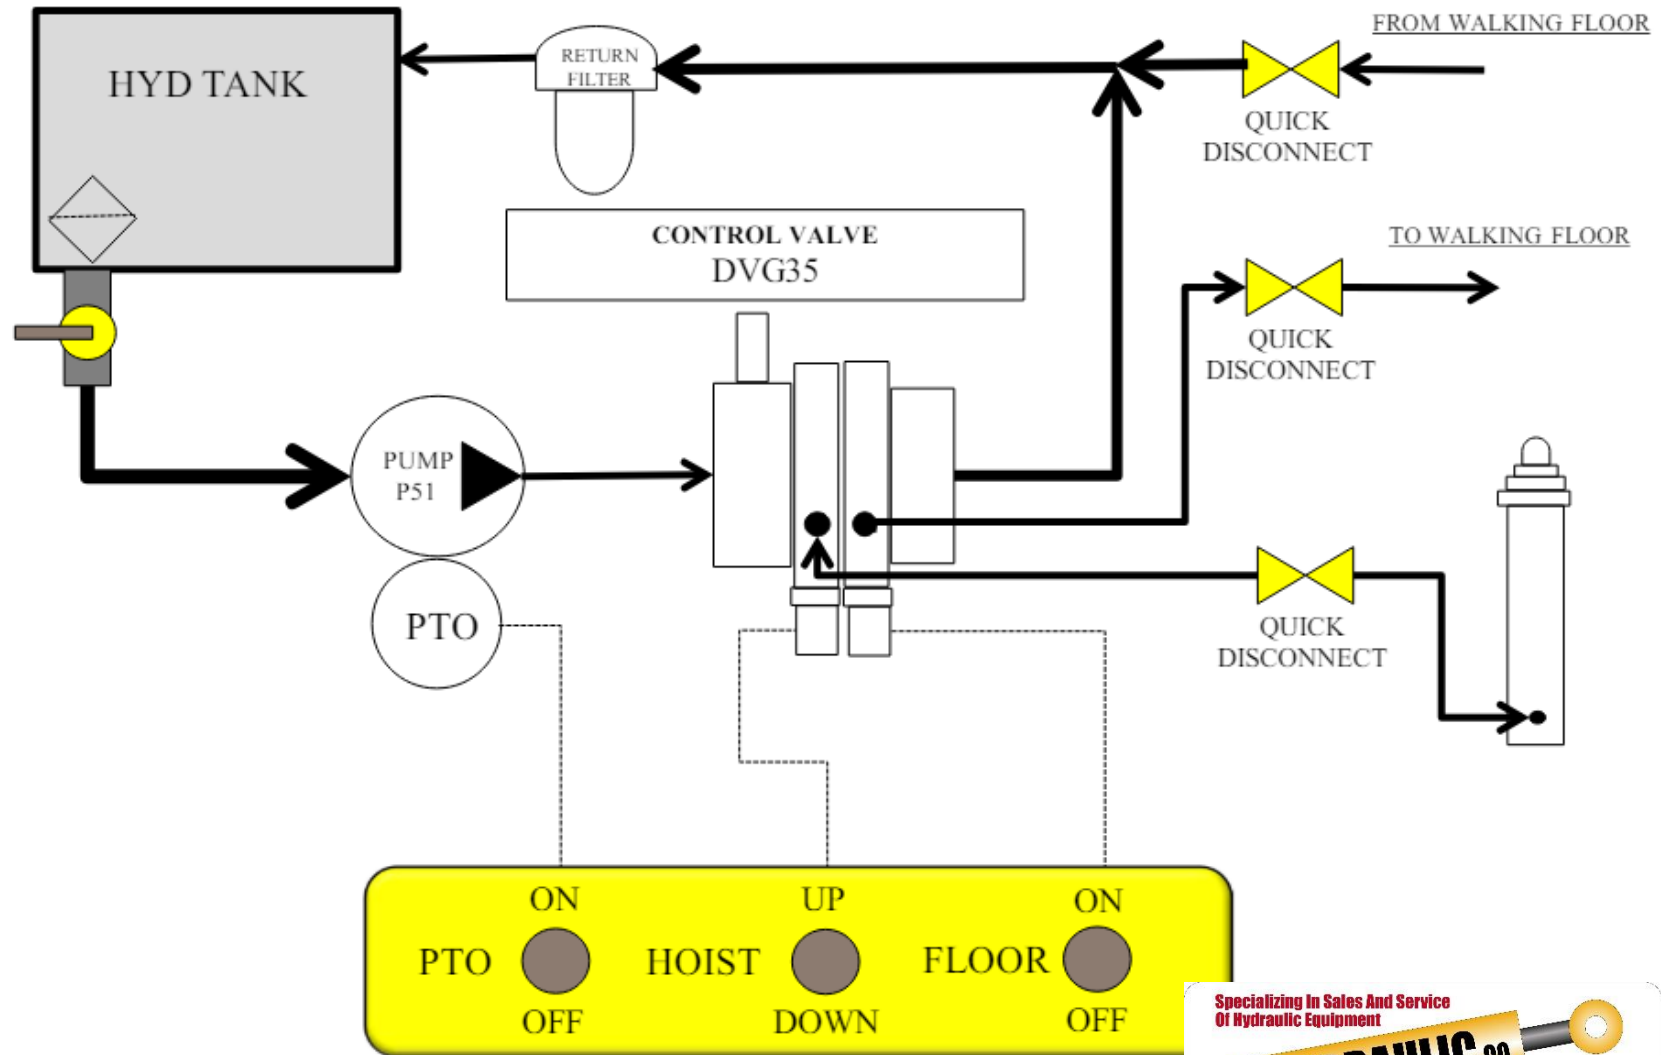 FROM WALKING FLOOR
HYD TANK
RETURN
FILTER
QUICK
DISCONNECT
CONTROL VALVE
DVG35
TO WALKING FLOOR
QUICK
DISCONNECT
PUMP
P51
PTO
QUICK
DISCONNECT
ON
UP
ON
PTO
HOIST
FLOOR
OFF
DOWN
OFF
Specializing In Sales And Service
Of Hydraulic Equipment